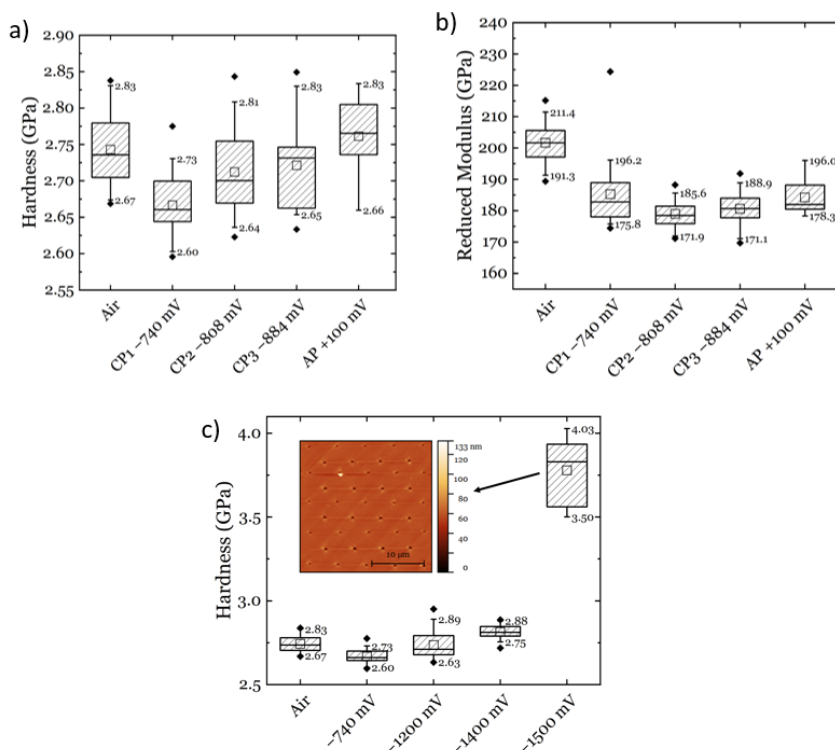 a)
Hardness (GPa)
2.90
2.85
2.80
2.75
2.70
2.65
2.60
2.55
2.83
2.67
2.73
2.60
2.81
2.64
2.83
2.65
2.83
2.66
Air
CP1 −740 mV
CP2 −808 mV
CP3 −884 mV
AP +100 mV
b)
Reduced Modulus (GPa)
240
230
220
210
200
190
180
170
160
211.4
191.3
196.2
175.8
185.6
171.9
188.9
171.1
196.0
178.3
Air
CP1 −740 mV
CP2 −808 mV
CP3 −884 mV
AP +100 mV
c)
Hardness (GPa)
4.0
3.5
3.0
2.5
133 nm
120
100
80
60
40
0
10 µm
4.03
3.50
2.83
2.67
2.73
2.60
2.89
2.63
2.88
2.75
Air
−740 mV
−1200 mV
−1400 mV
−1500 mV